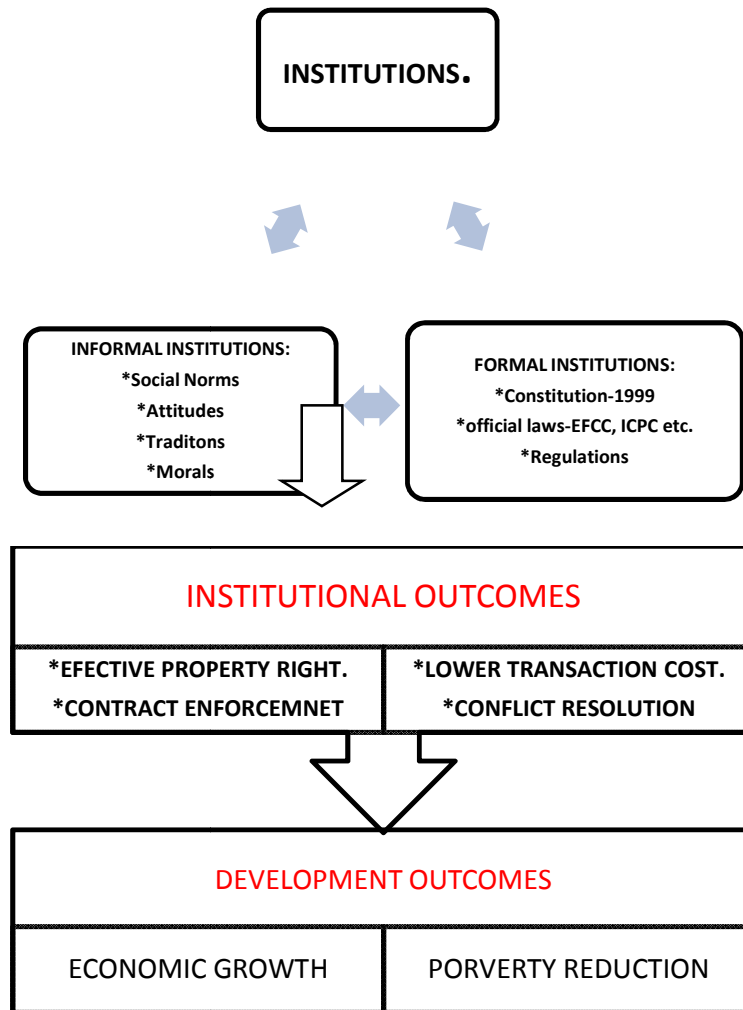 INSTITUTIONS.
INFORMAL INSTITUTIONS:
*Social Norms
*Attitudes
*Traditons
*Morals
FORMAL INSTITUTIONS:
*Constitution-1999
*official laws-EFCC, ICPC etc.
*Regulations
INSTITUTIONAL OUTCOMES
*EFECTIVE PROPERTY RIGHT.
*CONTRACT ENFORCEMNET
*LOWER TRANSACTION COST.
*CONFLICT RESOLUTION
DEVELOPMENT OUTCOMES
ECONOMIC GROWTH
PORVERTY REDUCTION